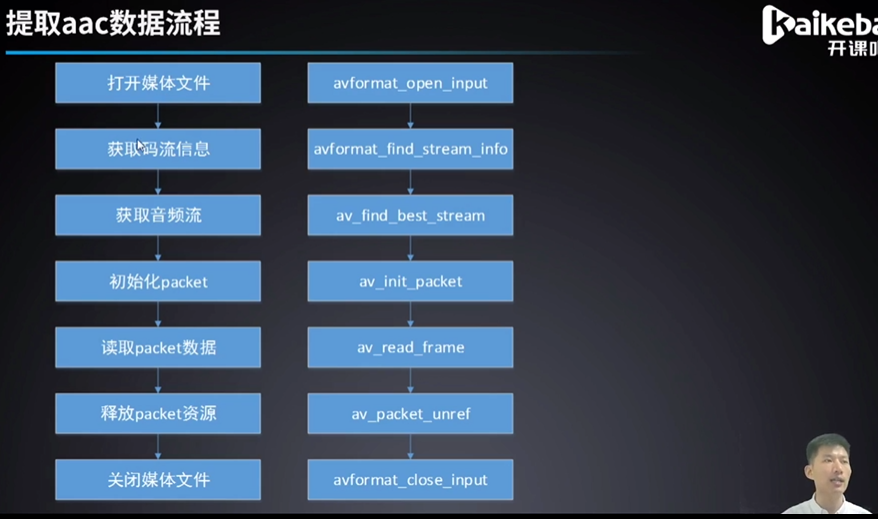 提取aac数据流程
Kaikeba
开课吧
打开媒体文件
avformat_open_input
获取码流信息
avformat_find_stream_info
获取音频流
av_find_best_stream
初始化packet
av_init_packet
读取packet数据
av_read_frame
释放packet资源
av_packet_unref
关闭媒体文件
avformat_close_input